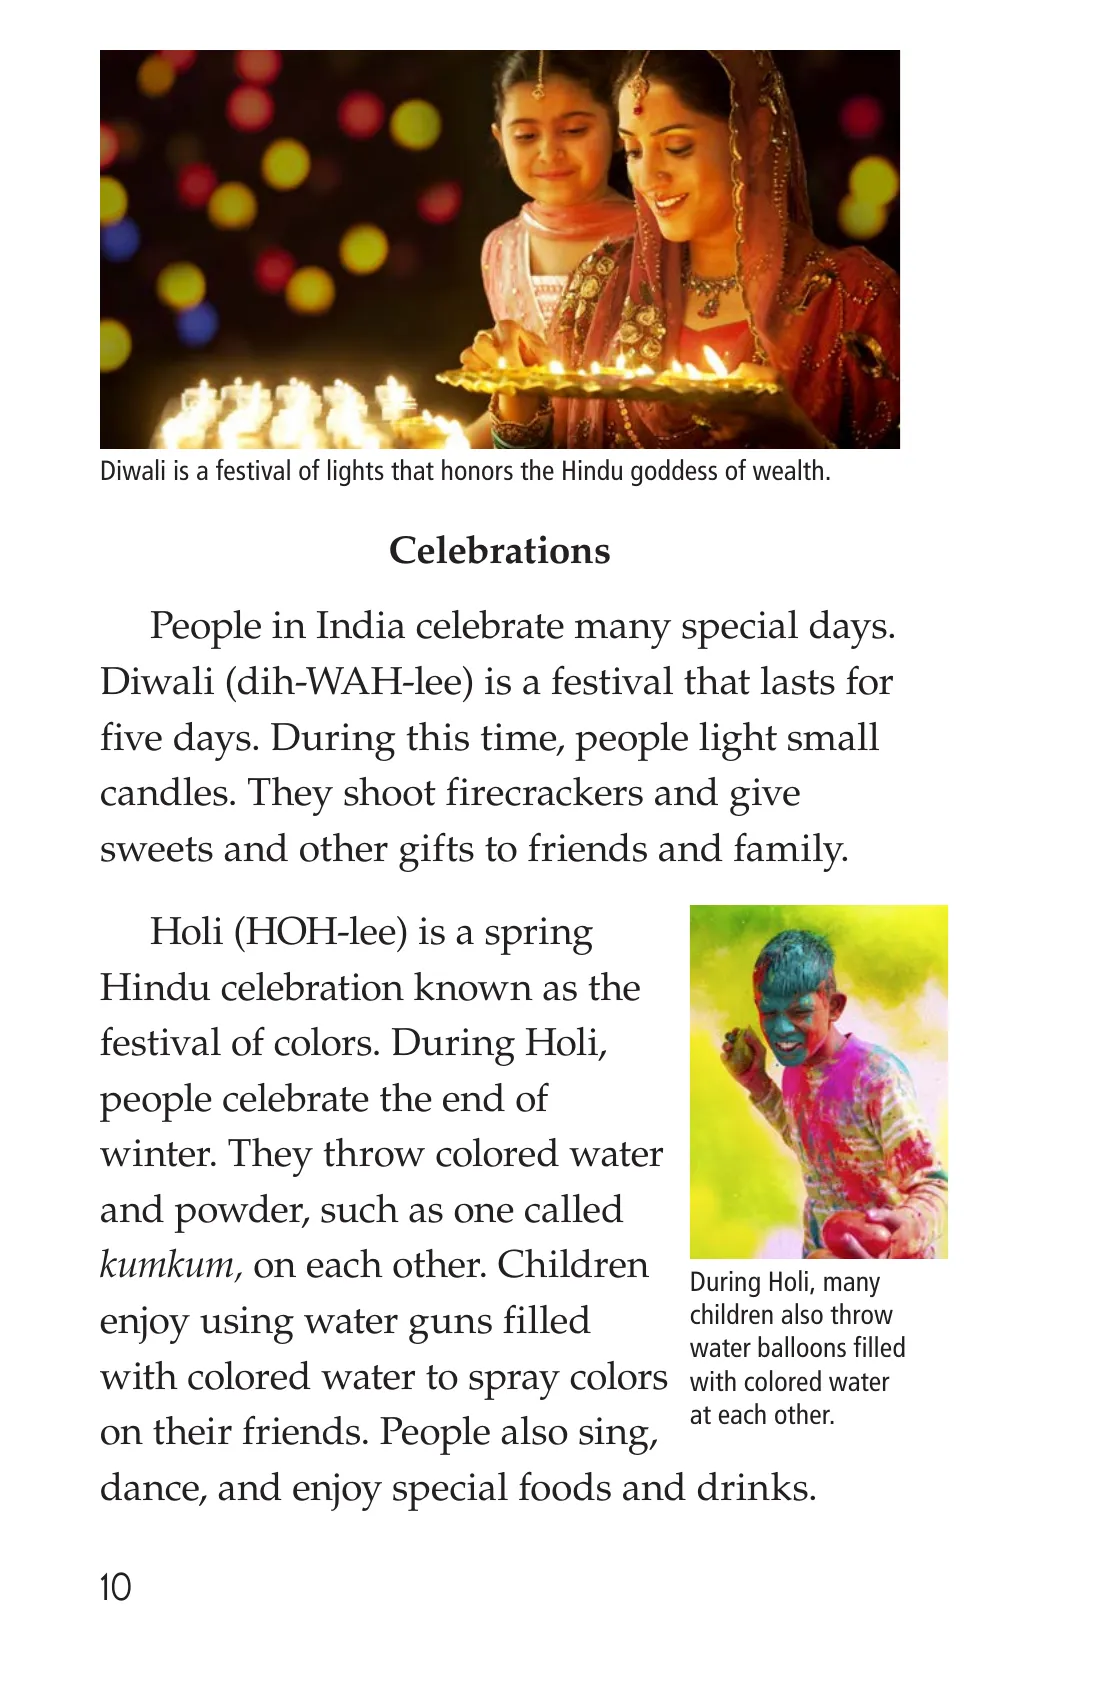 Diwali is a festival of lights that honors the Hindu goddess of wealth.
Celebrations
People in India celebrate many special days.
Diwali (dih-WAH-lee) is a festival that lasts for
five days. During this time, people light small
candles. They shoot firecrackers and give
sweets and other gifts to friends and family.
Holi (HOH-lee) is a spring
Hindu celebration known as the
festival of colors. During Holi,
people celebrate the end of
winter. They throw colored water
and powder, such as one called
kumkum, on each other. Children
enjoy using water guns filled
with colored water to spray colors
on their friends. People also sing,
dance, and enjoy special foods and drinks.
During Holi, many
children also throw
water balloons filled
with colored water
at each other.
10